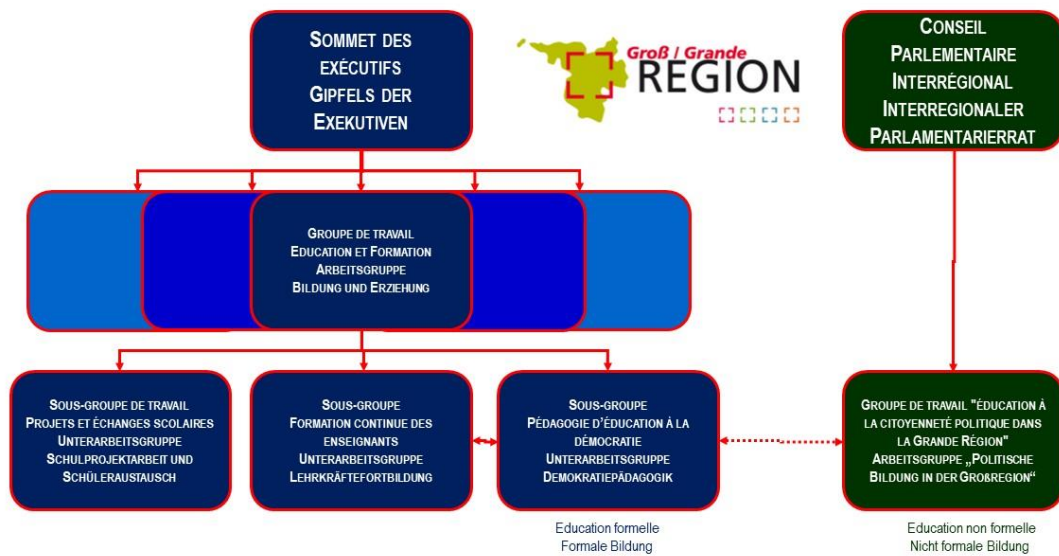 SOMMET DES
EXÉCUTIFS
GIPFELS DER
EXEKUTIVEN
Groß / Grande
REGION
CONSEIL
PARLEMENTAIRE
INTERRÉGIONAL
INTERREGIONALER
PARLAMENTARIERRAT
GROUPE DE TRAVAIL
EDUCATION ET FORMATION
ARBEITSGRUPPE
BILDUNG UND ERZIEHUNG
SOUS-GROUPE DE TRAVAIL
PROJETS ET ÉCHANGES SCOLAIRES
UNTERARBEITSGRUPPE
SCHULPROJEKTARBEIT UND
SCHÜLERAUSTAUSCH
SOUS-GROUPE
FORMATION CONTINUE DES
ENSEIGNANTS
UNTERARBEITSGRUPPE
LEHRKRÄFTEFORTBILDUNG
SOUS-GROUPE
PÉDAGOGIE D'ÉDUCATION À LA
DÉMOCRATIE
UNTERARBEITSGRUPPE
DEMOKRATIEPÄDAGOGIK
GROUPE DE TRAVAIL "ÉDUCATION À
LA CITOYENNETÉ POLITIQUE DANS
LA GRANDE RÉGION"
ARBEITSGRUPPE „POLITISCHE
BILDUNG IN DER GROßREGION“
Education formelle
Formale Bildung
Education non formelle
Nicht formale Bildung